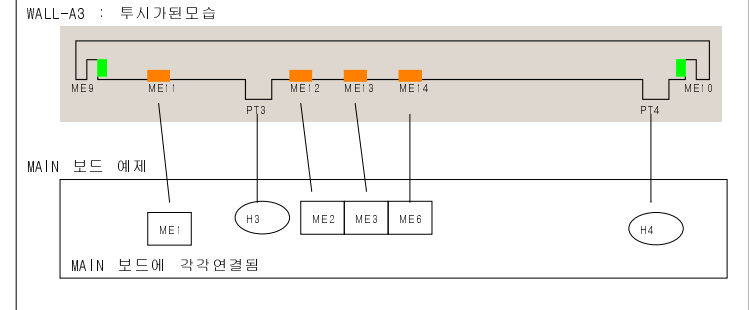 WALL-A3 : 투시가된모습
ME9 ME11 ME12 ME13 ME14 ME10
PT3 PT4
MAIN 보드 예제
ME1 H3 ME2 ME3 ME6 H4
MAIN 보드에 각각연결됨